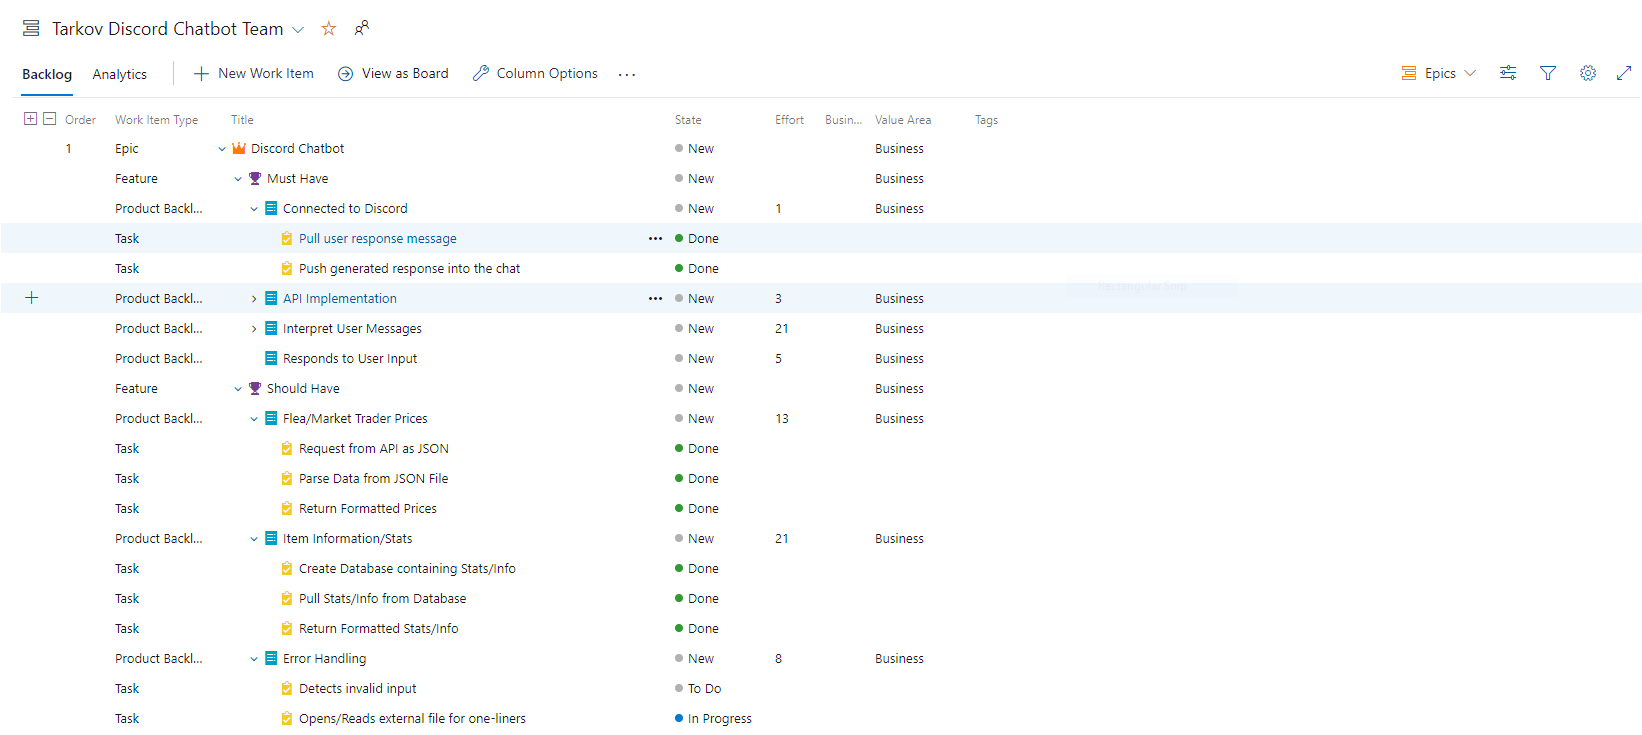 Tarkov Discord Chatbot Team
Backlog Analytics New Work Item View as Board Column Options ... Epics
Order Work Item Type Title State Effort Busin... Value Area Tags
1 Epic Discord Chatbot New Business
Feature Must Have New Business
Product Backl... Connected to Discord New 1 Business
Task Pull user response message ... Done
Task Push generated response into the chat Done
Rectangular Snip
Product Backl... API Implementation ... New 3 Business
Product Backl... Interpret User Messages New 21 Business
Product Backl... Responds to User Input New 5 Business
Feature Should Have New Business
Product Backl... Flea/Market Trader Prices New 13 Business
Task Request from API as JSON Done
Task Parse Data from JSON File Done
Task Return Formatted Prices Done
Product Backl... Item Information/Stats New 21 Business
Task Create Database containing Stats/Info Done
Task Pull Stats/Info from Database Done
Task Return Formatted Stats/Info Done
Product Backl... Error Handling New 8 Business
Task Detects invalid input To Do
Task Opens/Reads external file for one-liners In Progress